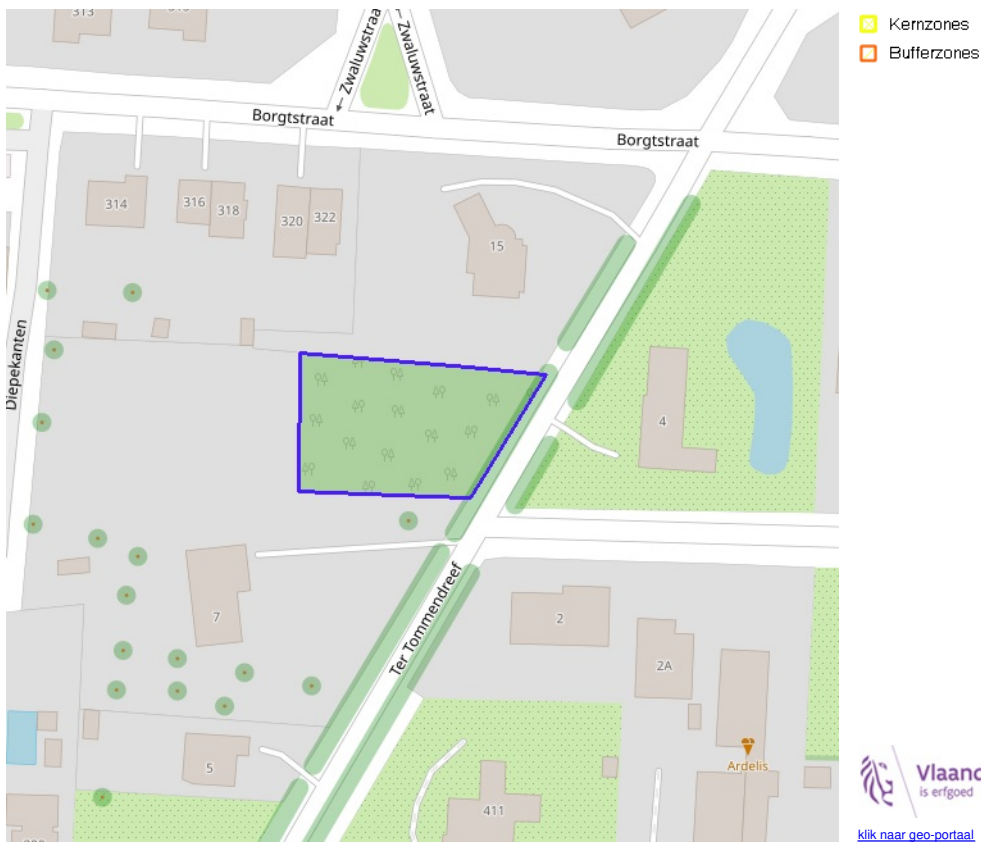 313
Kernzones
Bufferzones
← Zwaluwstraat
Zwaluwstraat
Borgtstraat
Borgtstraat
314
316
318
320
322
15
Diepekanten
4
7
2
2A
Ter Tommendreef
Ardelis
5
411
Vlaand
is erfgoed
klik naar geo-portaal